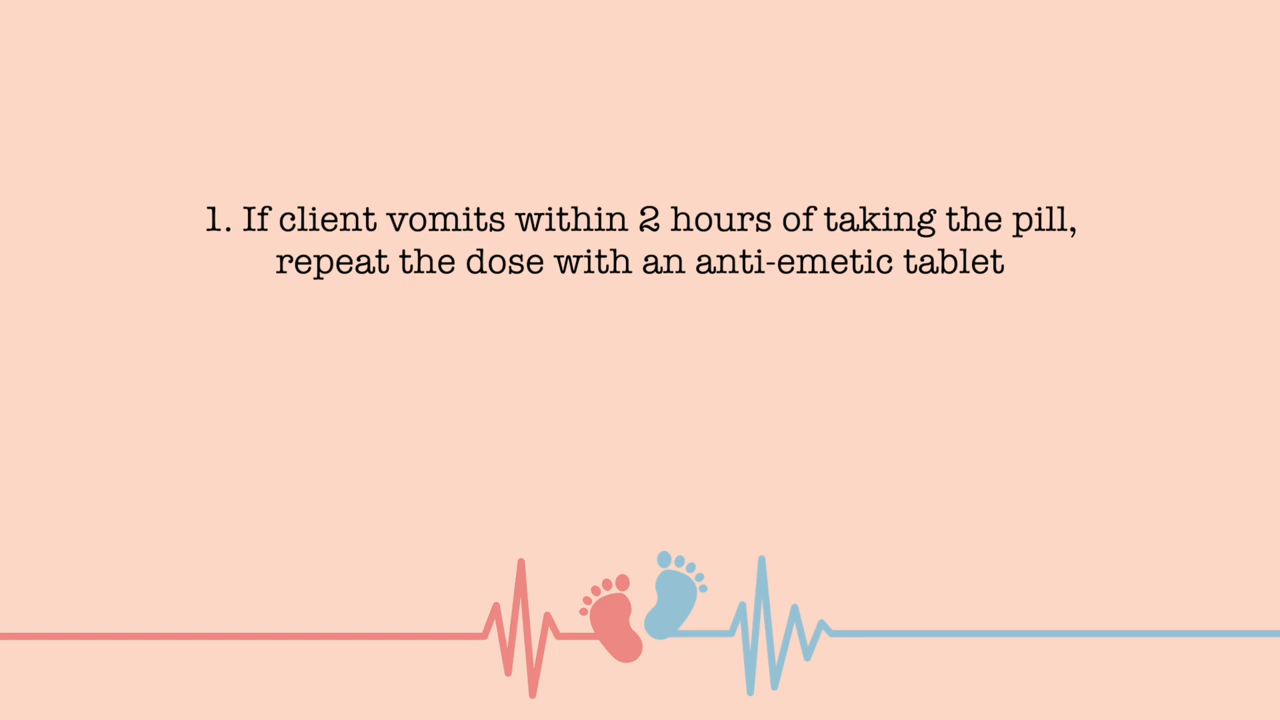 1. If client vomits within 2 hours of taking the pill,
repeat the dose with an anti-emetic tablet